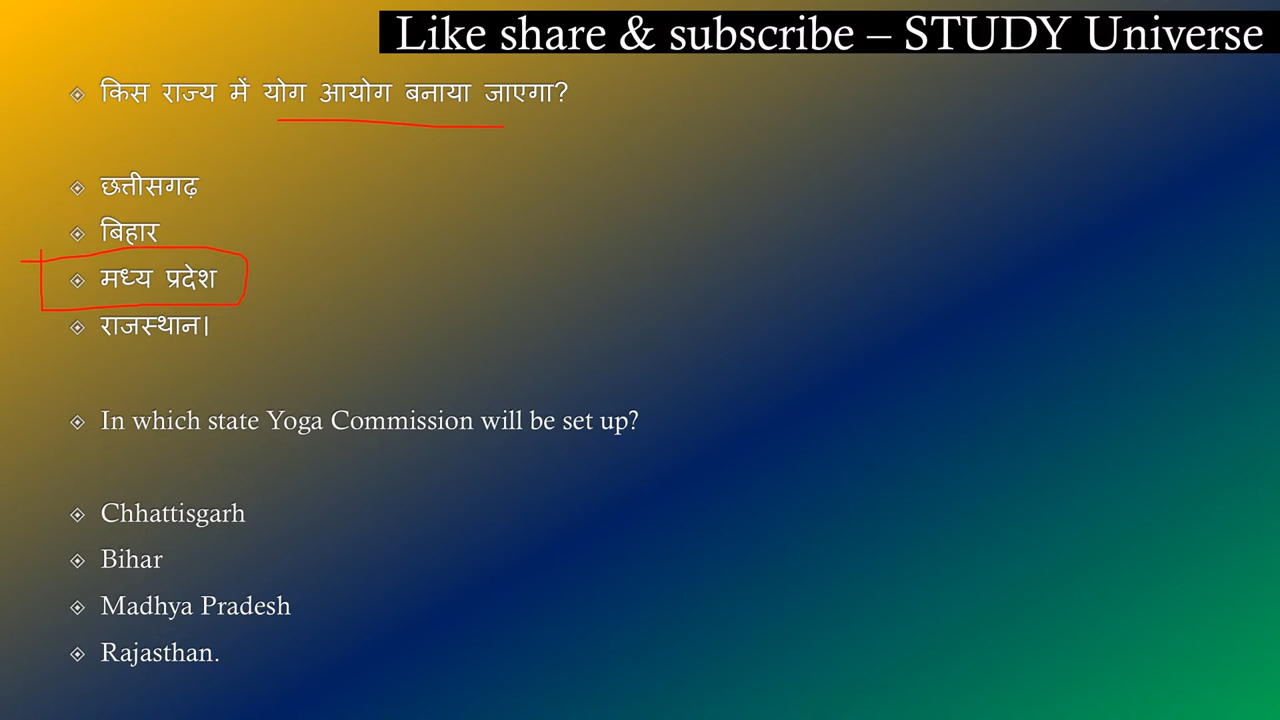 Like share & subscribe – STUDY Universe
किस राज्य में योग आयोग बनाया जाएगा?
छत्तीसगढ़
बिहार
मध्य प्रदेश
राजस्थान।
In which state Yoga Commission will be set up?
Chhattisgarh
Bihar
Madhya Pradesh
Rajasthan.